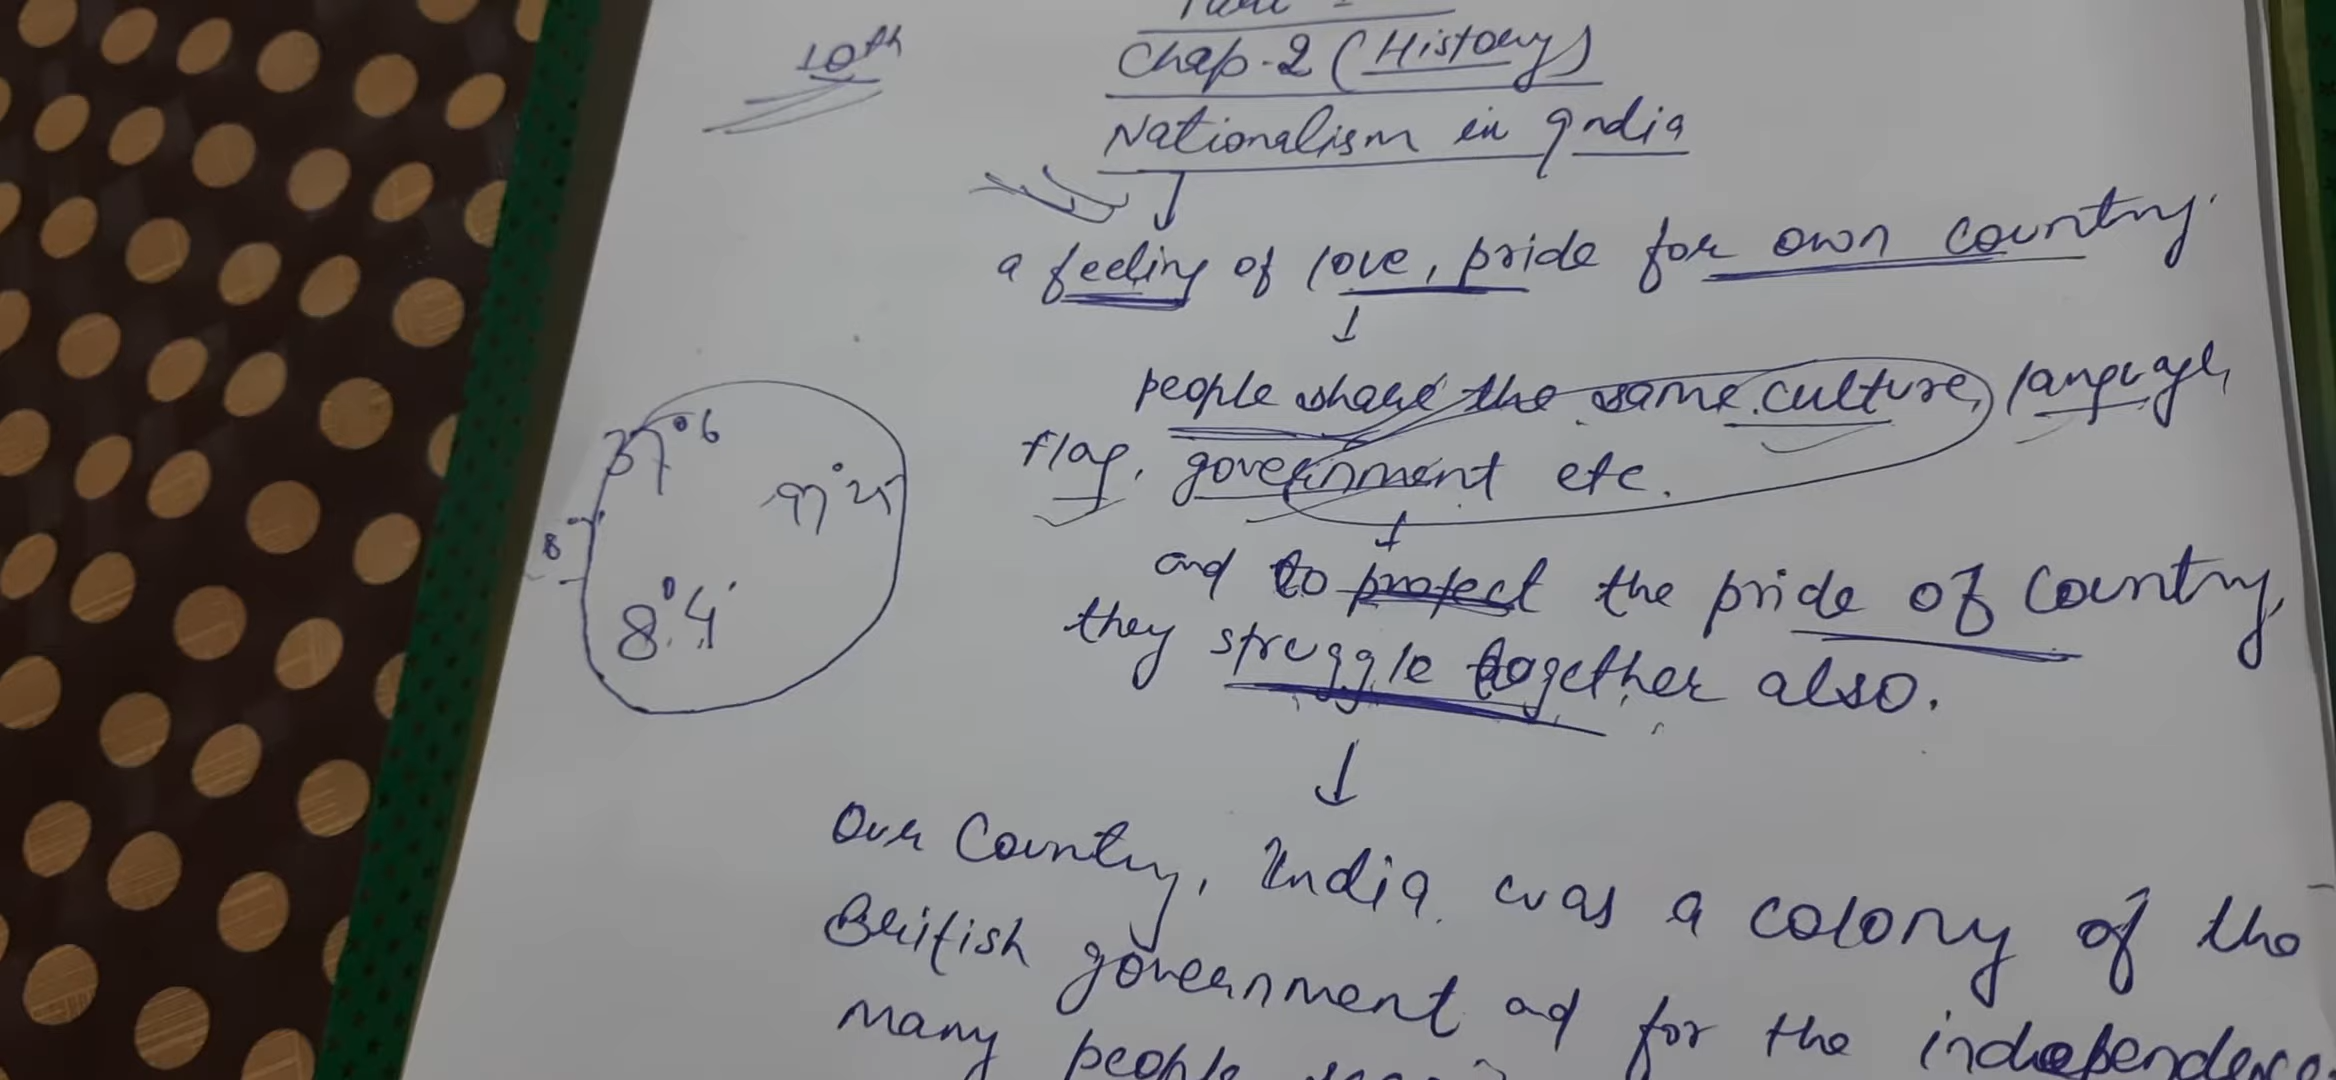 10th
Chap-2 (History)
Nationalism in India
a feeling of love, pride for own country.
people share the same culture, language,
flag, government etc.
and to protect the pride of country,
they struggle together also.
37°6
97°25
8
8°4'
Our Country, India was a colony of the
British government ad for the independence
many people